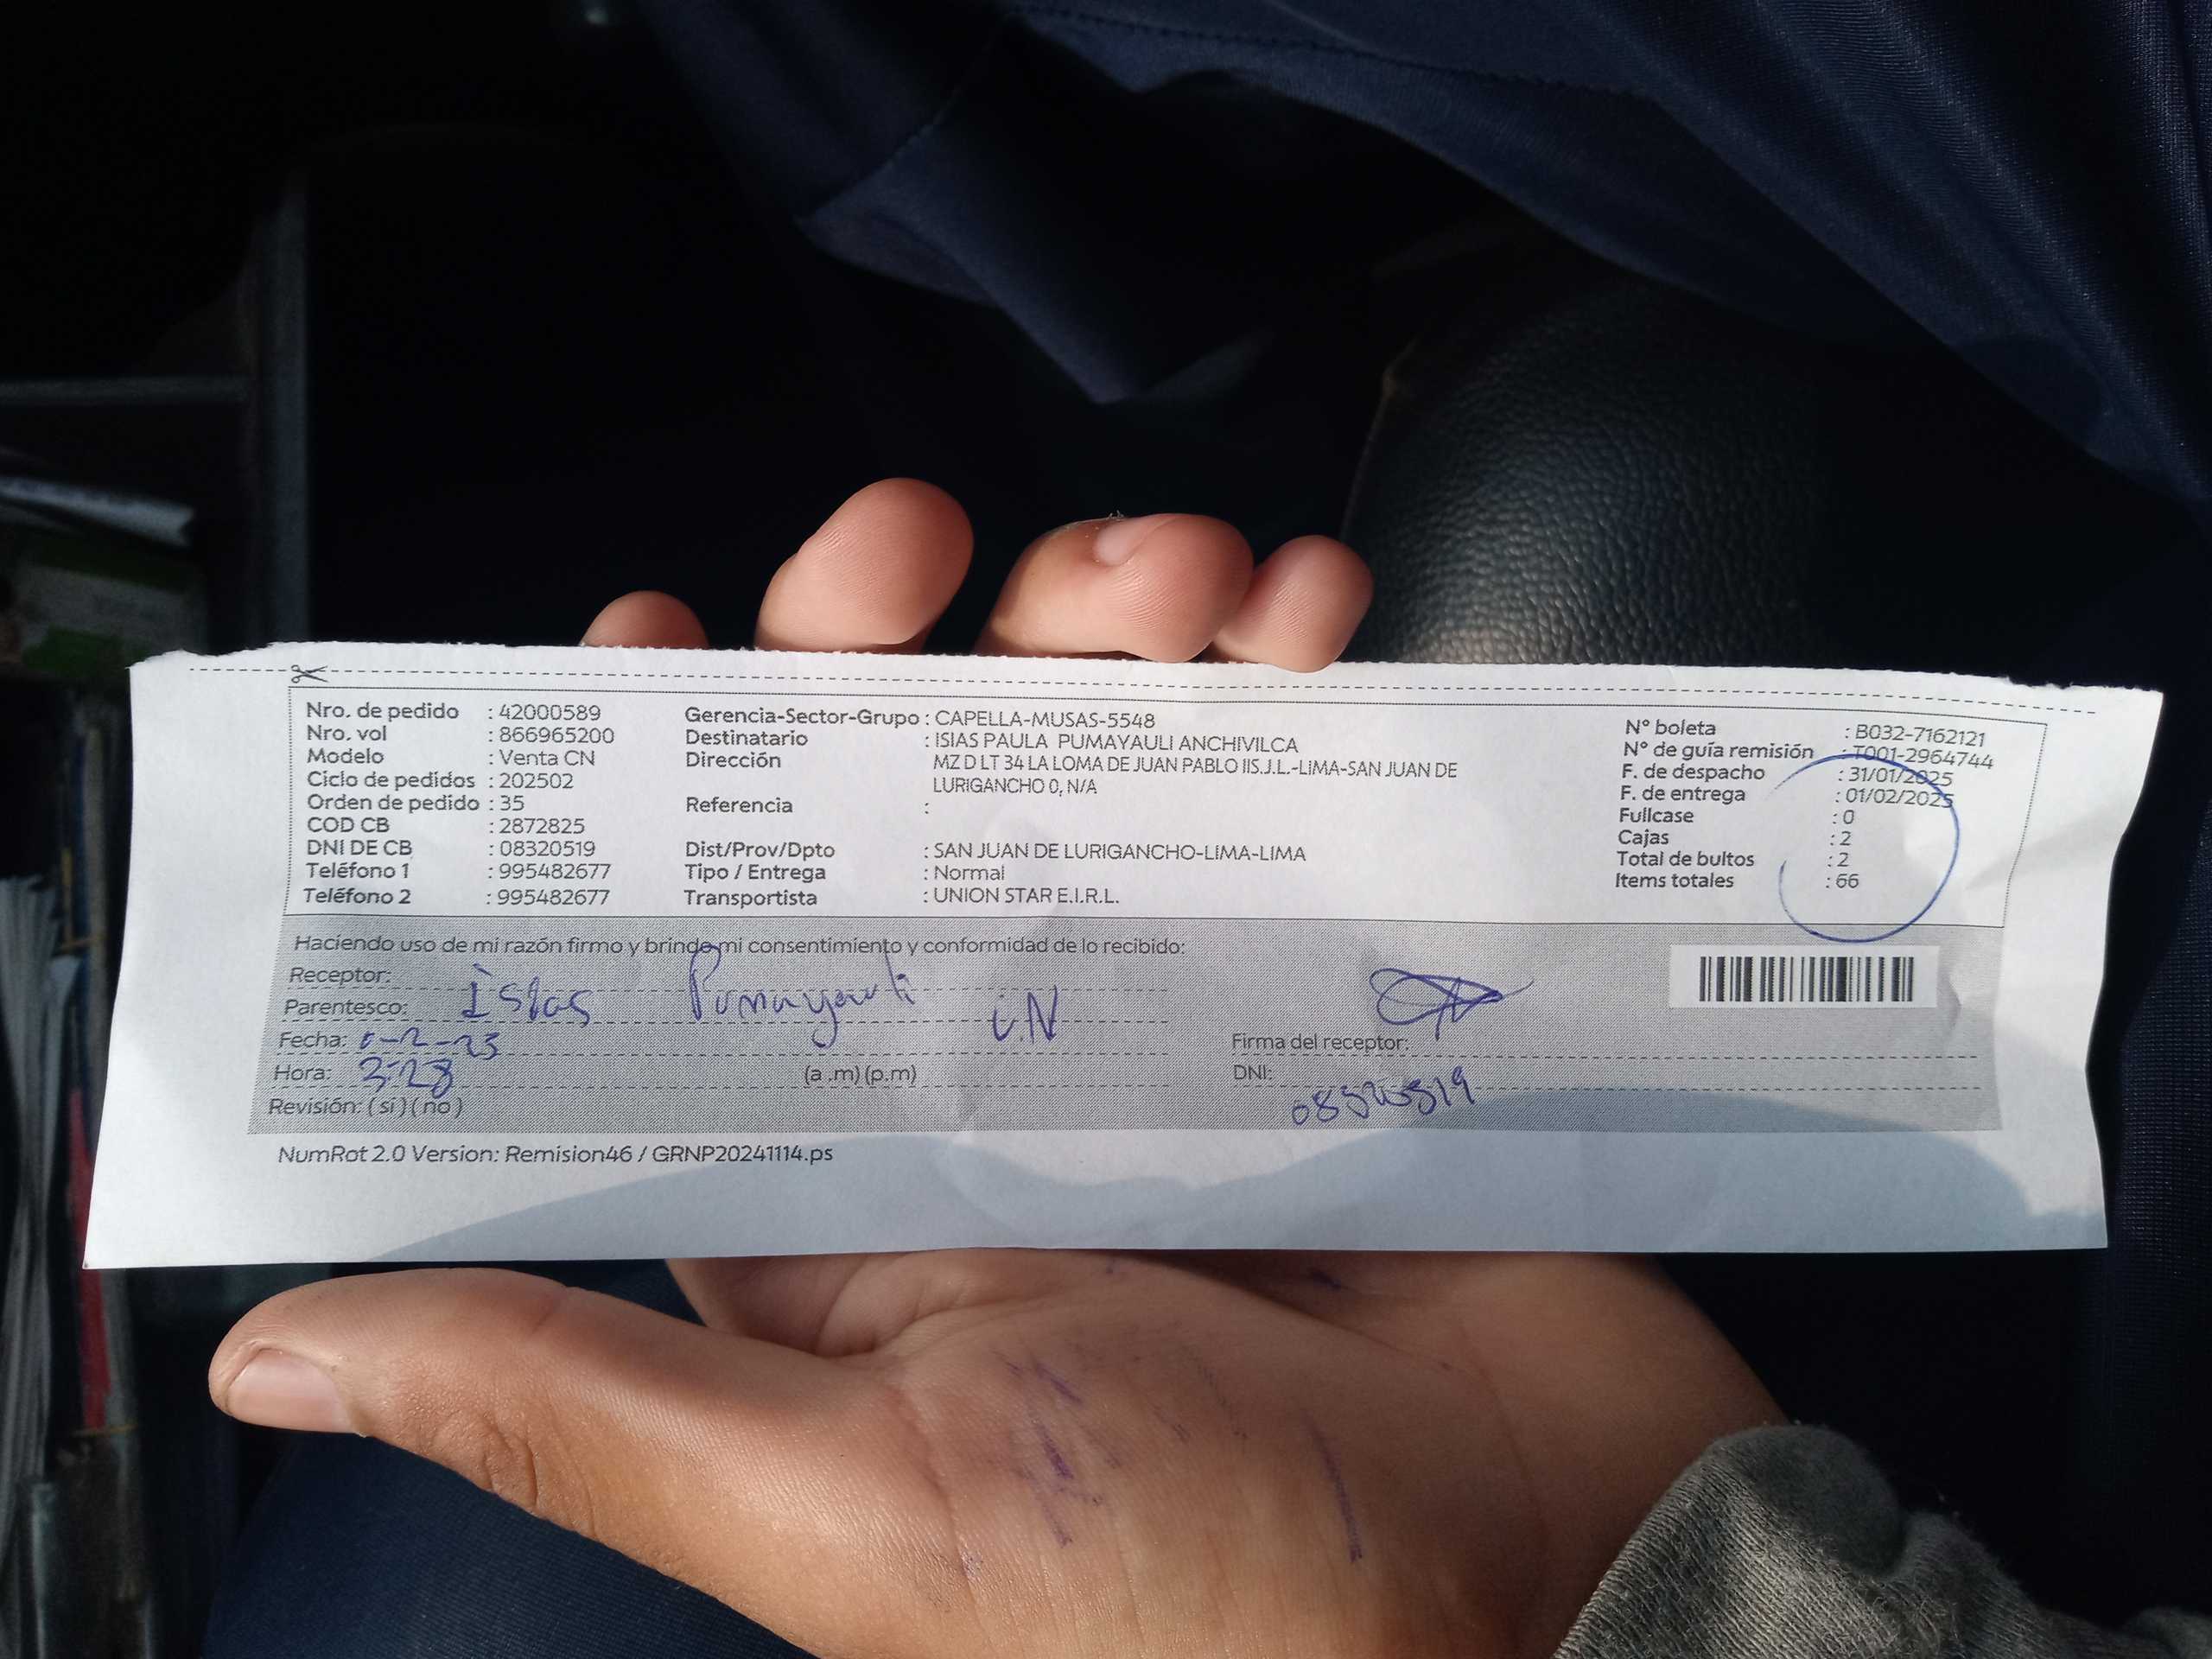 Nro. de pedido : 42000589
Nro. vol : 866965200
Modelo : Venta CN
Ciclo de pedidos : 202502
Orden de pedido : 35
COD CB : 2872825
DNI DE CB : 08320519
Teléfono 1 : 995482677
Teléfono 2 : 995482677
Gerencia-Sector-Grupo : CAPELLA-MUSAS-5548
Destinatario : ISIAS PAULA PUMAYAULI ANCHIVILCA
Dirección : MZ D LT 34 LA LOMA DE JUAN PABLO IIS.J.L.-LIMA-SAN JUAN DE
LURIGANCHO 0, N/A
Referencia :
Dist/Prov/Dpto : SAN JUAN DE LURIGANCHO-LIMA-LIMA
Tipo / Entrega : Normal
Transportista : UNION STAR E.I.R.L.
N° boleta : B032-7162121
N° de guía remisión : T001-2964744
F. de despacho : 31/01/2025
F. de entrega : 01/02/2025
Fullcase : 0
Cajas : 2
Total de bultos : 2
Items totales : 66
Haciendo uso de mi razón firmo y brindo mi consentimiento y conformidad de lo recibido:
Receptor:
Parentesco: Isias Pumayauli
Fecha:
Hora: 3:28 (a .m) (p.m)
Revisión: ( si ) ( no )
Firma del receptor:
DNI: 08320519
NumRot 2.0 Version: Remision46 / GRNP20241114.ps